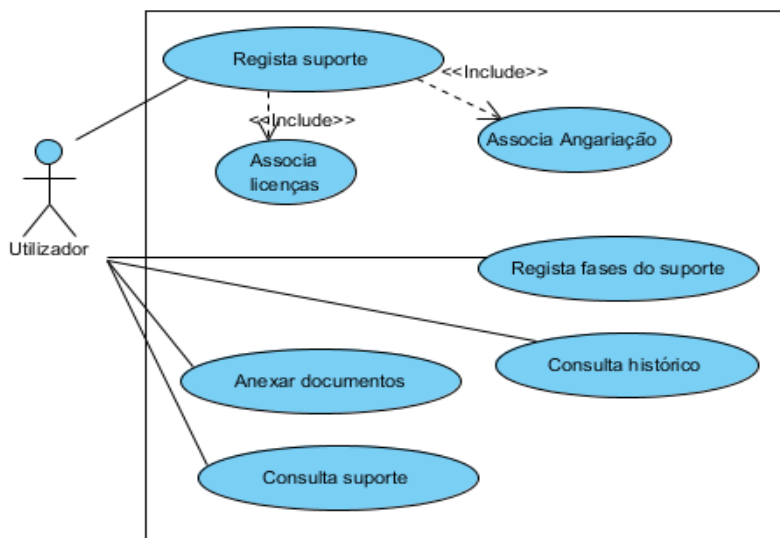 Regista suporte
<<Include>>
<<Include>>
Associa Angariação
Associa
licenças
Utilizador
Regista fases do suporte
Consulta histórico
Anexar documentos
Consulta suporte